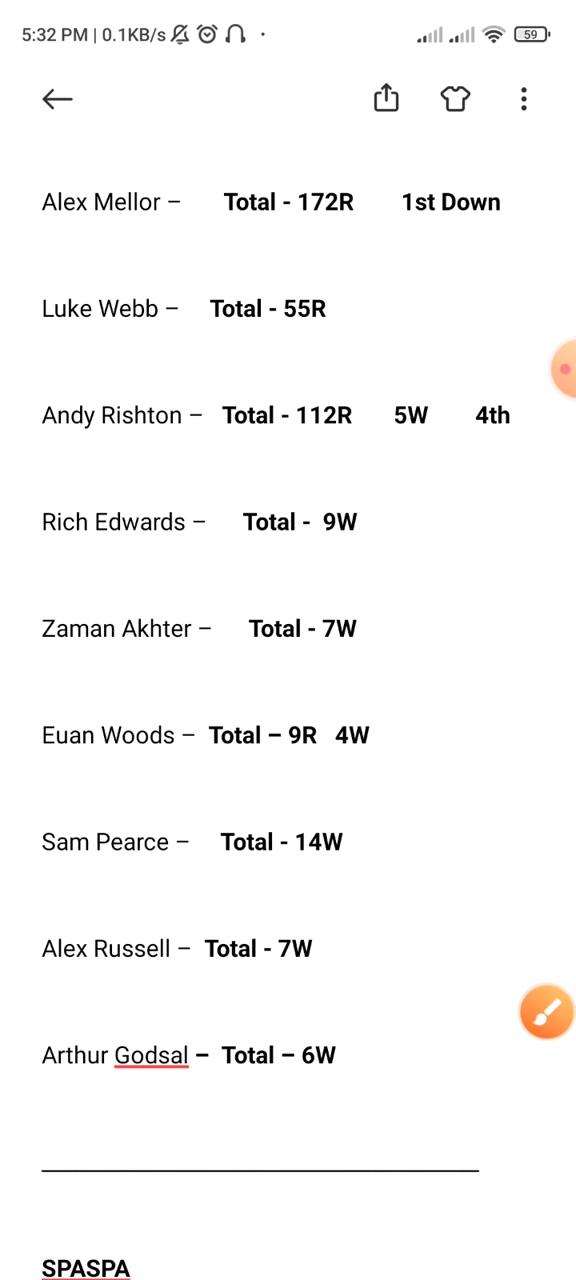 5:32 PM | 0.1KB/s 59
Alex Mellor – Total - 172R 1st Down
Luke Webb – Total - 55R
Andy Rishton – Total - 112R 5W 4th
Rich Edwards – Total - 9W
Zaman Akhter – Total - 7W
Euan Woods – Total – 9R 4W
Sam Pearce – Total - 14W
Alex Russell – Total - 7W
Arthur Godsal – Total – 6W
SPASPA